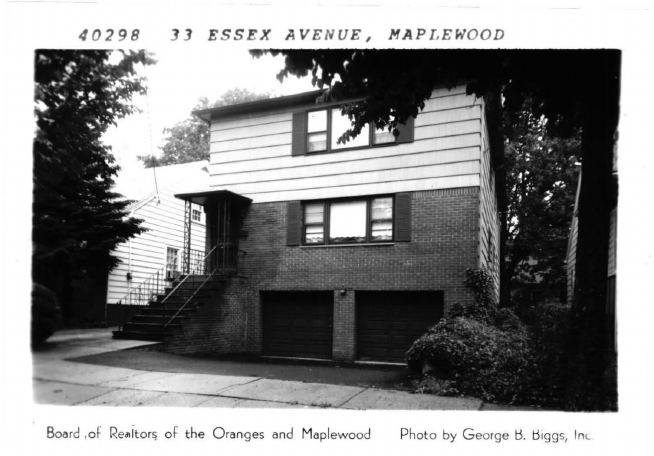 40298 33 ESSEX AVENUE, MAPLEWOOD
Board of Realtors of the Oranges and Maplewood Photo by George B. Biggs, Inc.